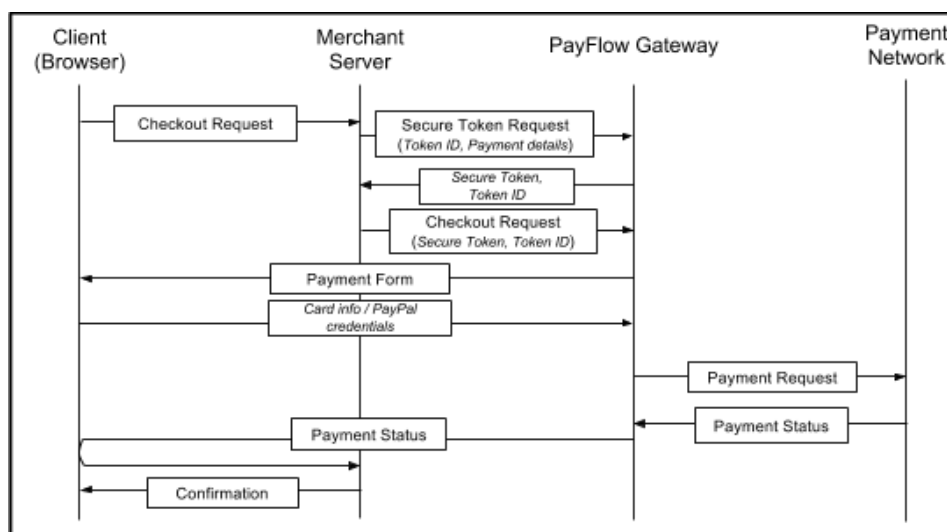 Client
(Browser)
Merchant
Server
PayFlow Gateway
Payment
Network
Checkout Request
Secure Token Request
(Token ID, Payment details)
Secure Token,
Token ID
Checkout Request
(Secure Token, Token ID)
Payment Form
Card info / PayPal
credentials
Payment Request
Payment Status
Payment Status
Confirmation